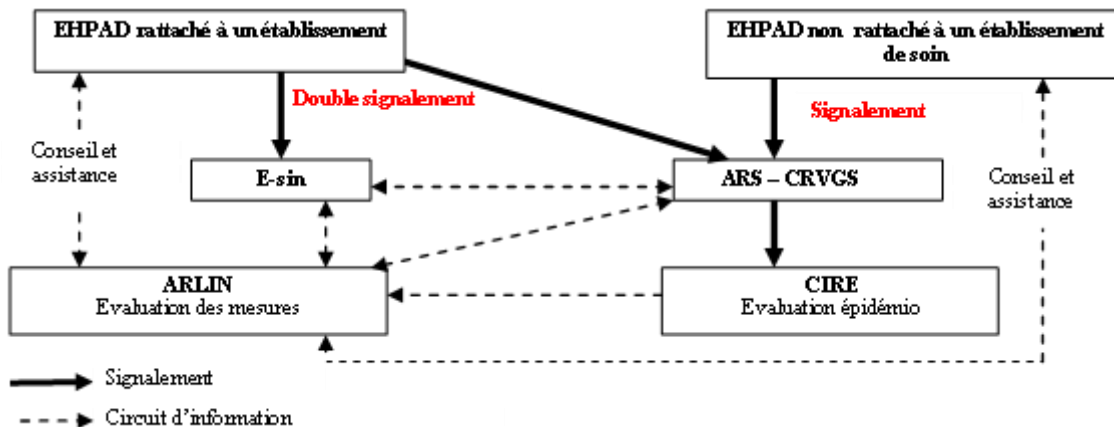 EHPAD rattaché à un établissement
EHPAD non rattaché à un établissement
de soin
Double signalement
Signalement
Conseil et
assistance
E-sin
ARS – CRVGS
Conseil et
assistance
ARLIN
Evaluation des mesures
CIRE
Evaluation épidémio
Signalement
Circuit d'information